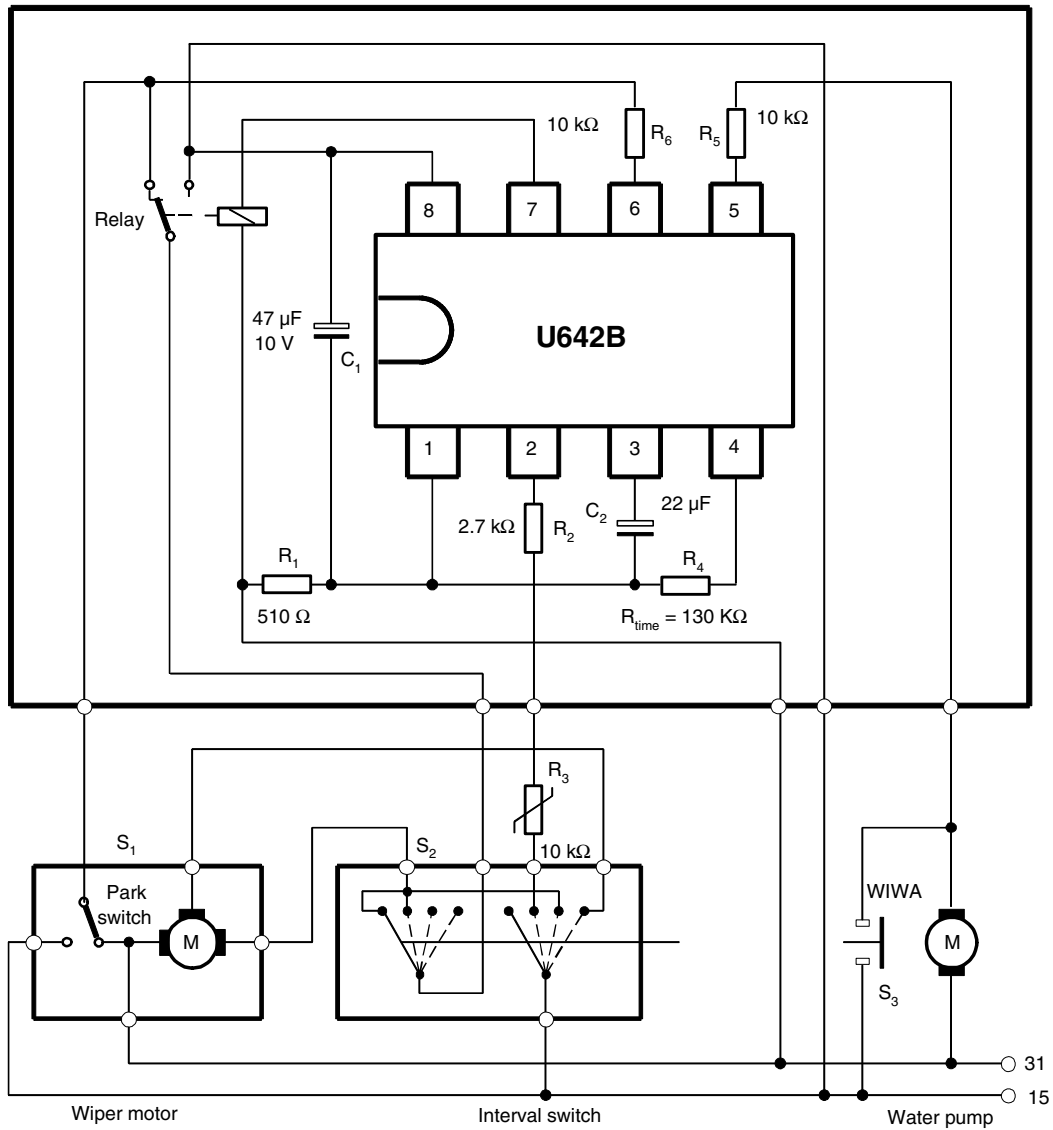 10 kΩ
R6
R5
10 kΩ
8
7
6
5
Relay
47 µF
10 V
C1
U642B
1
2
3
4
2.7 kΩ
R2
C2
22 µF
R1
R4
510 Ω
Rtime = 130 KΩ
R3
S1
S2
10 kΩ
Park
switch
M
WIWA
M
S3
31
15
Wiper motor
Interval switch
Water pump